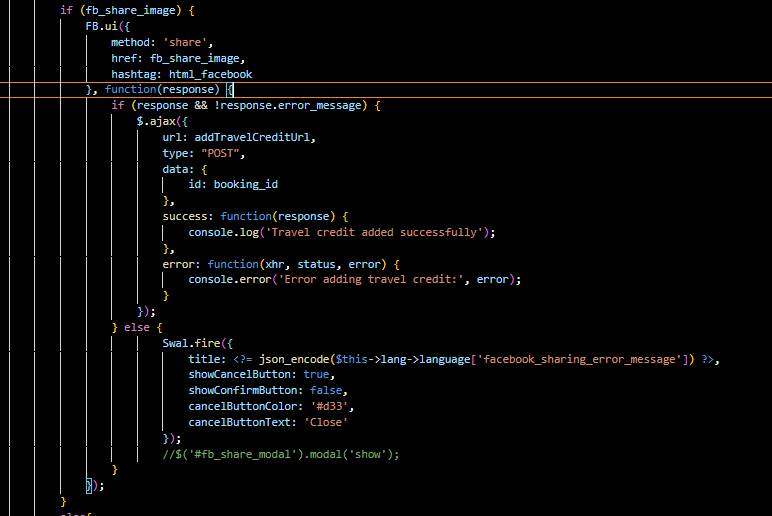 if (fb_share_image) {
FB.ui({
method: 'share',
href: fb_share_image,
hashtag: html_facebook
}, function(response) {
if (response && !response.error_message) {
$.ajax({
url: addTravelCreditUrl,
type: "POST",
data: {
id: booking_id
},
success: function(response) {
console.log('Travel credit added successfully');
},
error: function(xhr, status, error) {
console.error('Error adding travel credit:', error);
}
});
} else {
Swal.fire({
title: <?= json_encode($this->lang->language['facebook_sharing_error_message']) ?>,
showCancelButton: true,
showConfirmButton: false,
cancelButtonColor: '#d33',
cancelButtonText: 'Close'
});
//$('#fb_share_modal').modal('show');
}
});
}
else{